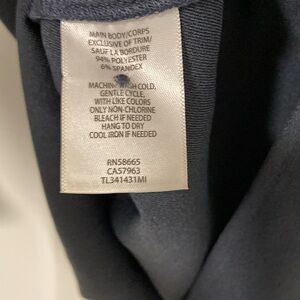 MAIN BODY/CORPS
EXCLUSIVE OF TRIM/
SAUF LA BORDURE
94% POLYESTER
6% SPANDEX
MACHINE WASH COLD,
GENTLE CYCLE,
WITH LIKE COLORS
ONLY NON-CHLORINE
BLEACH IF NEEDED
HANG TO DRY
COOL IRON IF NEEDED
RN58665
CA57963
TL341431MI